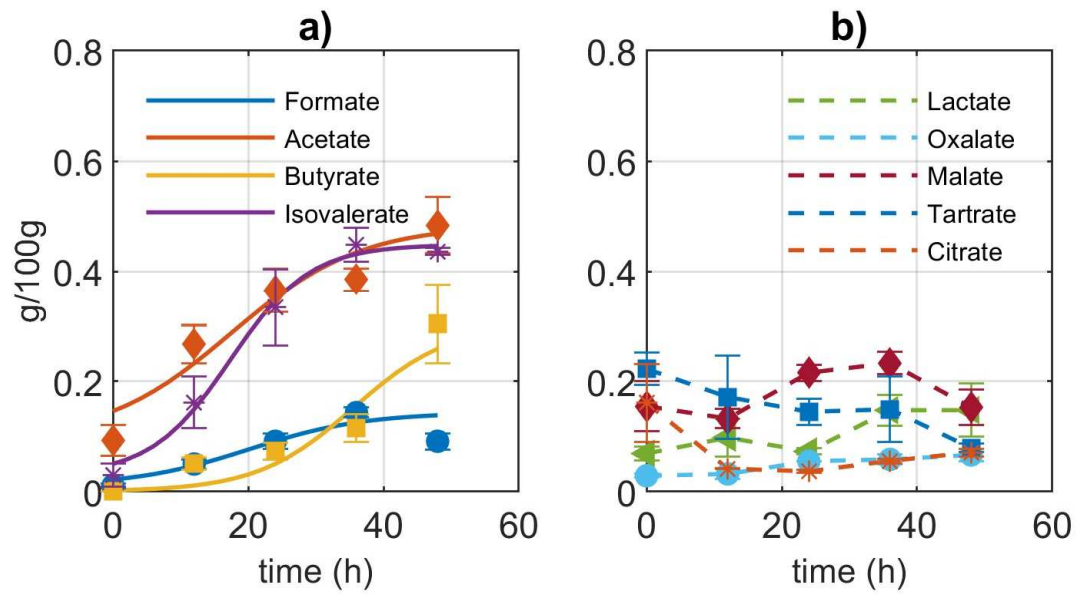 a)
0.8
0.6
0.4
0.2
0
g/100g
Formate
Acetate
Butyrate
Isovalerate
0
20
40
60
time (h)
b)
0.8
0.6
0.4
0.2
0
Lactate
Oxalate
Malate
Tartrate
Citrate
0
20
40
60
time (h)